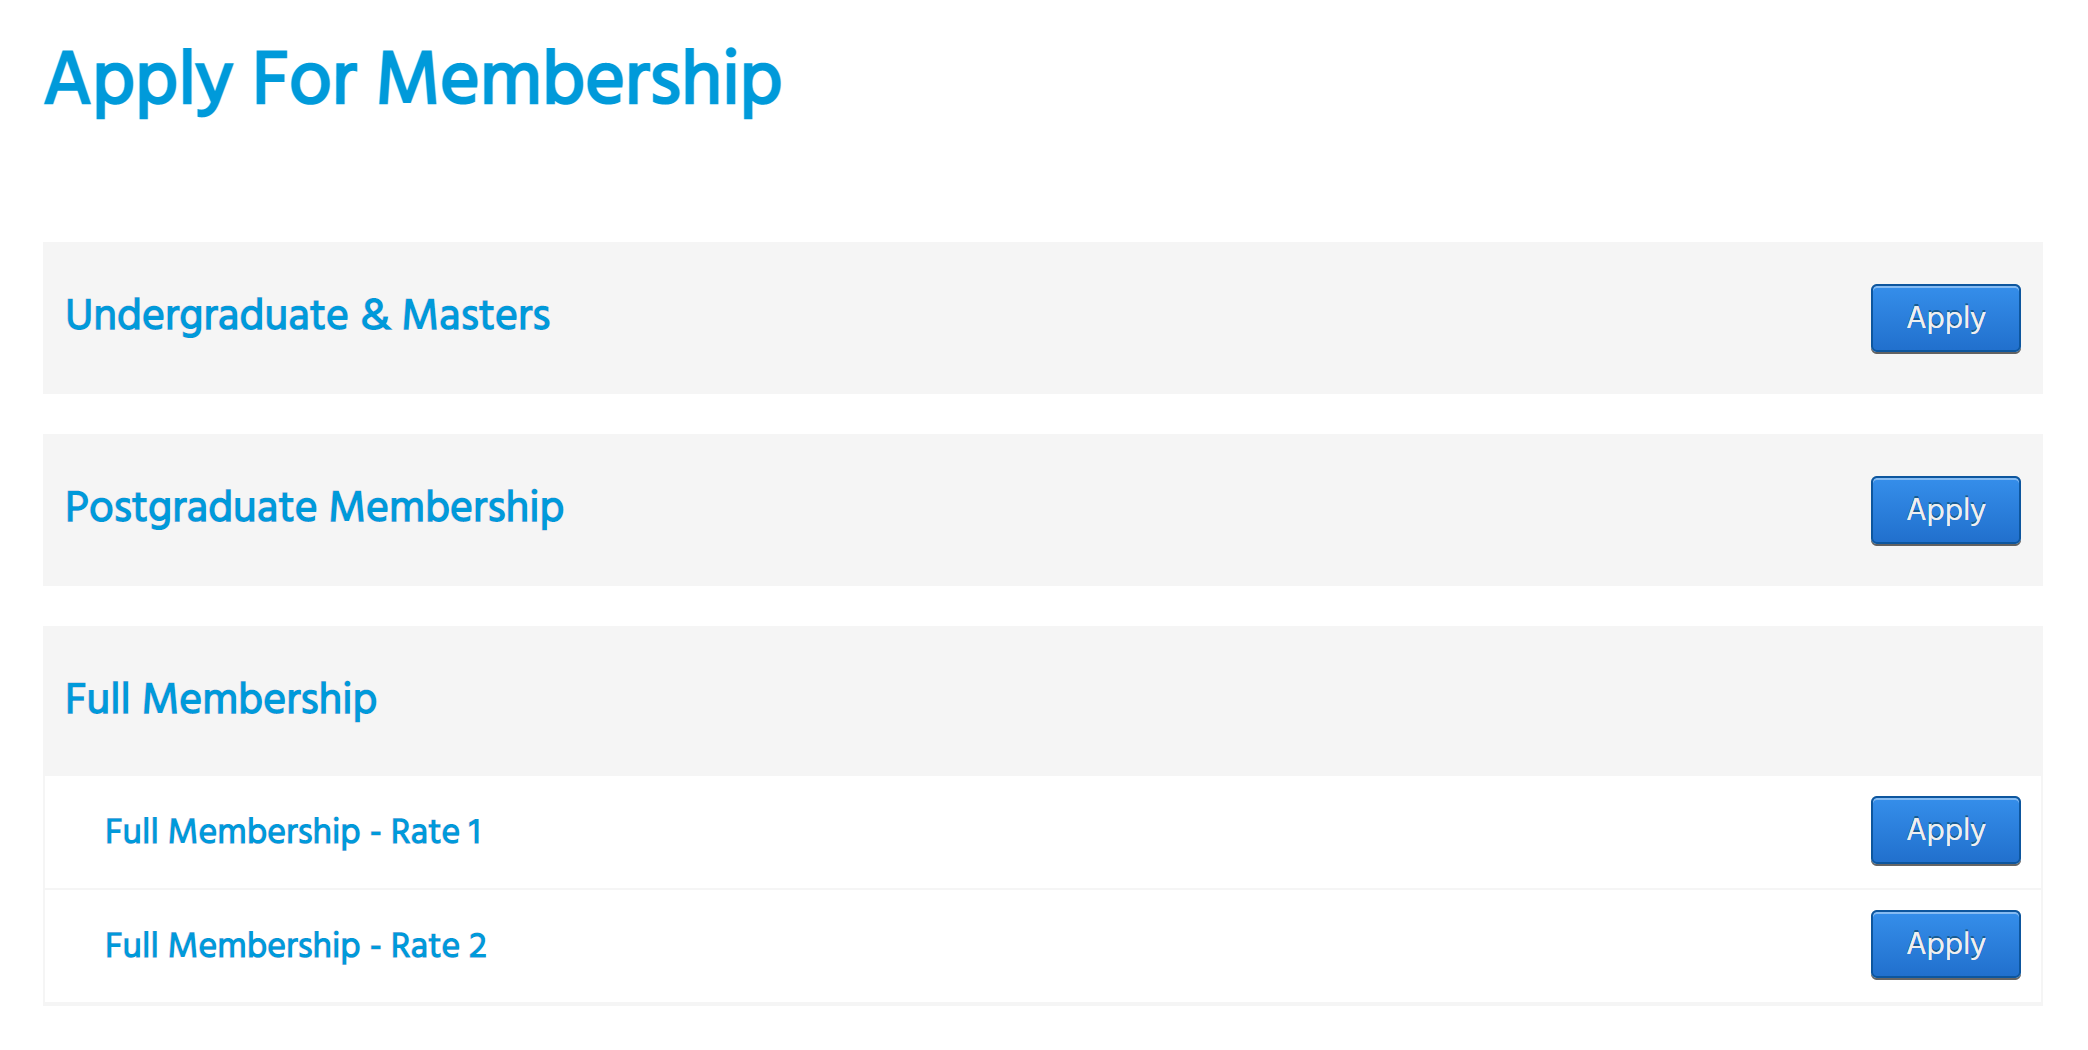 Apply For Membership
Undergraduate & Masters
Apply
Postgraduate Membership
Apply
Full Membership
Full Membership - Rate 1
Apply
Full Membership - Rate 2
Apply